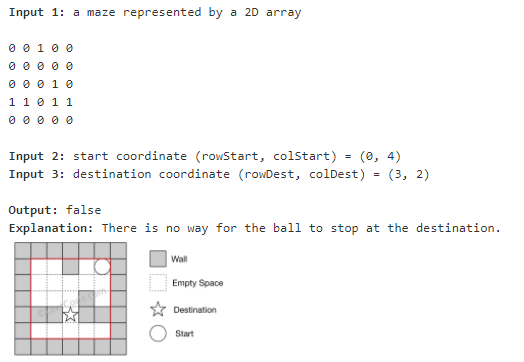 Input 1: a maze represented by a 2D array
0 0 1 0 0
0 0 0 0 0
0 0 0 1 0
1 1 0 1 1
0 0 0 0 0
Input 2: start coordinate (rowStart, colStart) = (0, 4)
Input 3: destination coordinate (rowDest, colDest) = (3, 2)
Output: false
Explanation: There is no way for the ball to stop at the destination.
Wall
Empty Space
Destination
Start